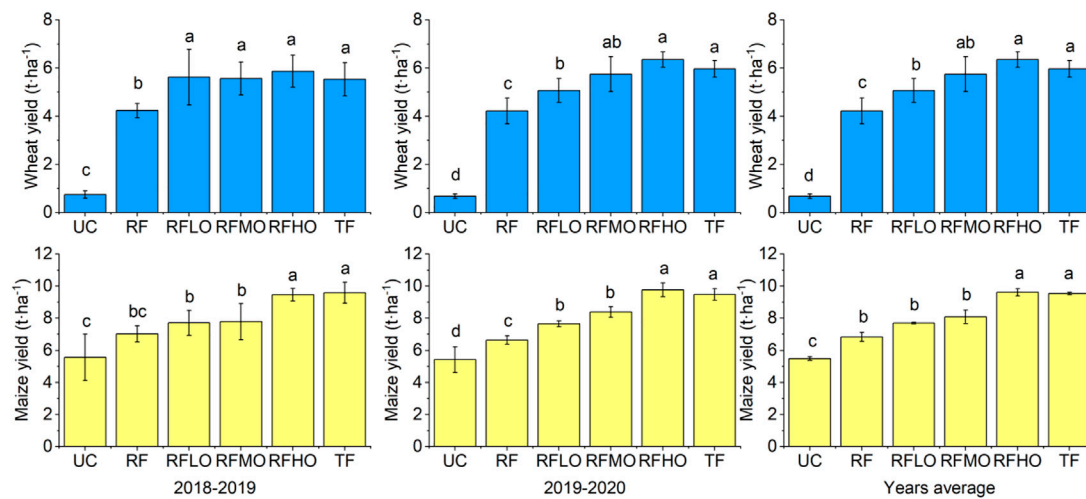 Wheat yield (t·ha⁻¹)
8
6
4
2
0
c
b
a
a
a
a
UC RF RFLO RFMO RFHO TF
Wheat yield (t·ha⁻¹)
8
6
4
2
0
d
c
b
ab
a
a
UC RF RFLO RFMO RFHO TF
Wheat yield (t·ha⁻¹)
8
6
4
2
0
d
c
b
ab
a
a
UC RF RFLO RFMO RFHO TF
Maize yield (t·ha⁻¹)
12
10
8
6
4
2
0
c
bc
b
b
a
a
UC RF RFLO RFMO RFHO TF
2018-2019
Maize yield (t·ha⁻¹)
12
10
8
6
4
2
0
d
c
b
b
a
a
UC RF RFLO RFMO RFHO TF
2019-2020
Maize yield (t·ha⁻¹)
12
10
8
6
4
2
0
c
b
b
b
a
a
UC RF RFLO RFMO RFHO TF
Years average